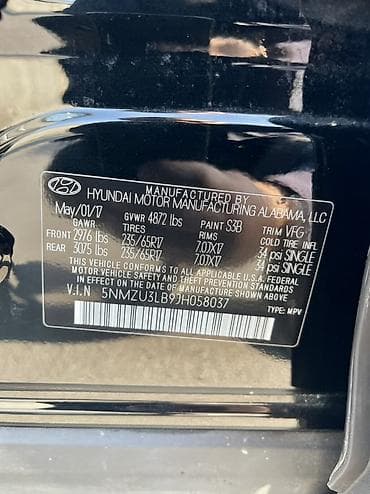 MANUFACTURED BY
HYUNDAI MOTOR MANUFACTURING ALABAMA, LLC
May/01/17 GVWR 4872 lbs PAINT S3B TRIM VFG
GAWR TIRES RIMS COLD TIRE INFL.
FRONT 2976 lbs 235/65R17 7.0JX17 34 psi SINGLE
REAR 3075 lbs 235/65R17 7.0JX17 34 psi SINGLE
THIS VEHICLE CONFORMS TO ALL APPLICABLE U.S.A. FEDERAL
MOTOR VEHICLE SAFETY AND THEFT PREVENTION STANDARDS
IN EFFECT ON THE DATE OF MANUFACTURE SHOWN ABOVE.
V.I.N 5NMZU3LB9JH058037
TYPE: MPV